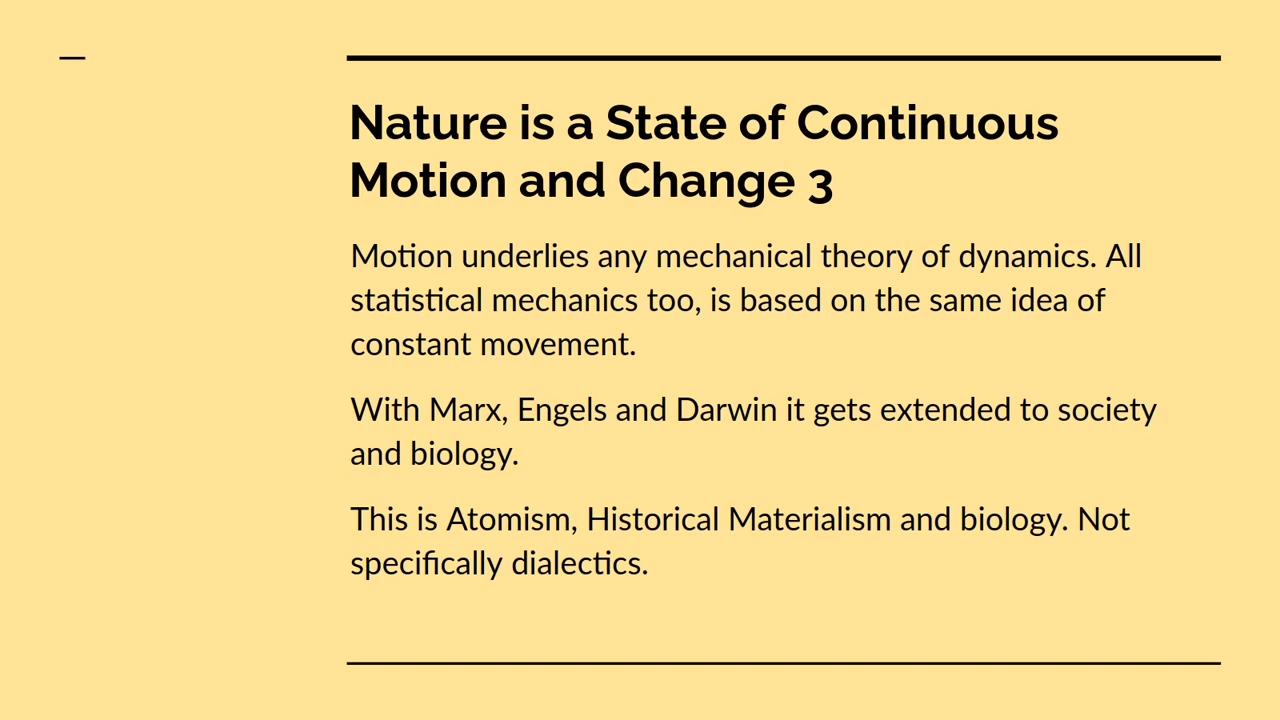 Nature is a State of Continuous
Motion and Change 3
Motion underlies any mechanical theory of dynamics. All
statistical mechanics too, is based on the same idea of
constant movement.
With Marx, Engels and Darwin it gets extended to society
and biology.
This is Atomism, Historical Materialism and biology. Not
specifically dialectics.